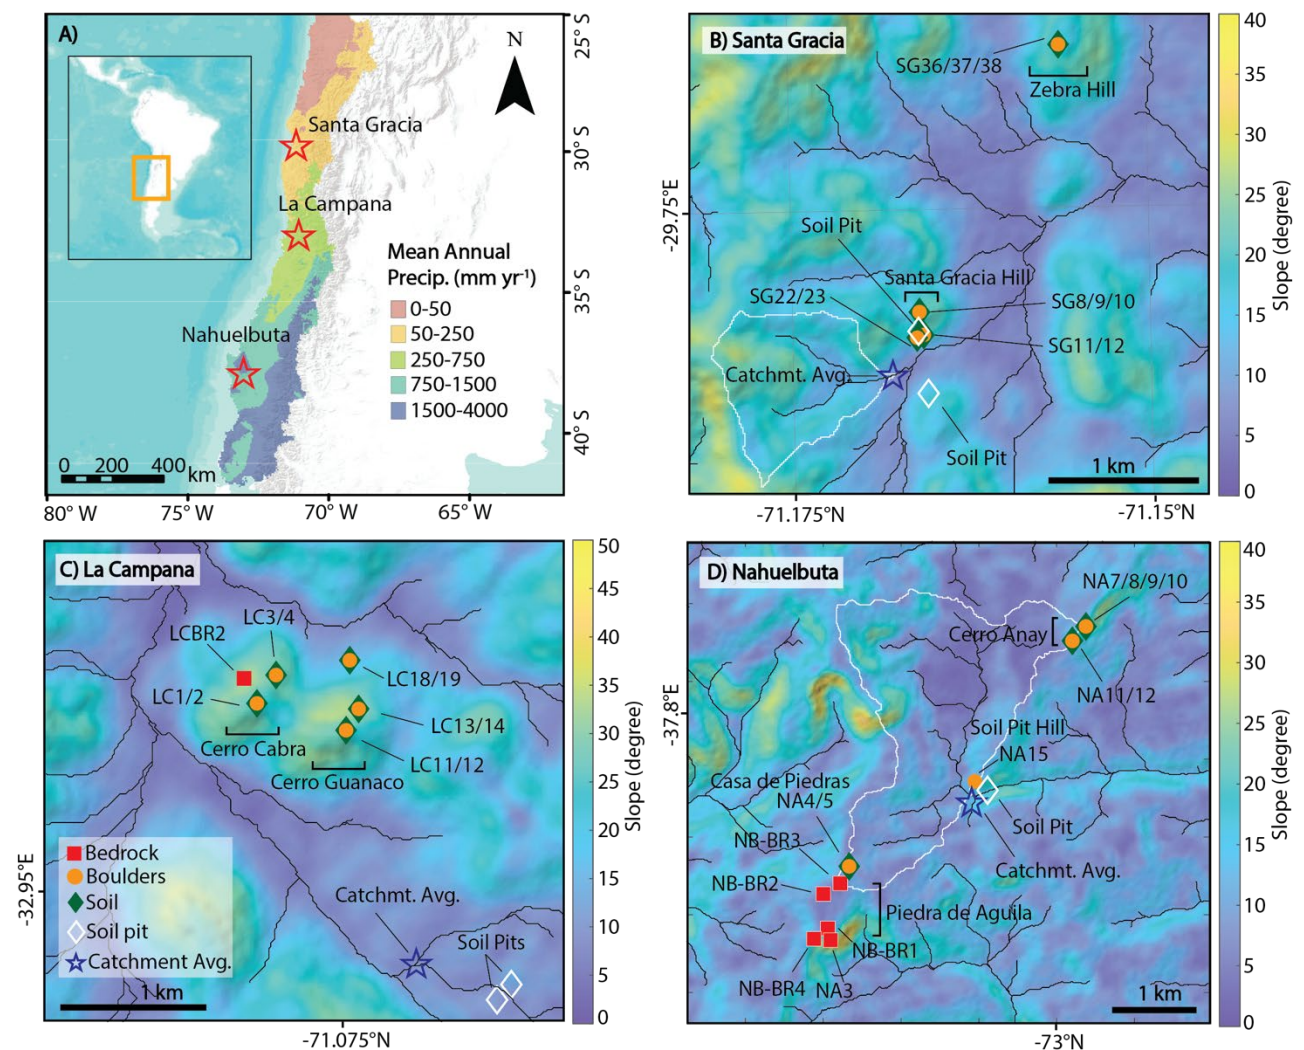 A)
N
Santa Gracia
La Campana
Nahuelbuta
Mean Annual
Precip. (mm yr⁻¹)
0-50
50-250
250-750
750-1500
1500-4000
0 200 400 km
80° W 75° W 70° W 65° W
25° S
30° S
35° S
40° S
B) Santa Gracia
SG36/37/38
Zebra Hill
Soil Pit
Santa Gracia Hill
SG22/23
SG8/9/10
SG11/12
Catchmt. Avg.
Soil Pit
1 km
-29.75°E
-71.175°N -71.15°N
40
35
30
25
20
15
10
5
0
Slope (degree)
C) La Campana
LC3/4
LCBR2
LC18/19
LC1/2
LC13/14
Cerro Cabra
LC11/12
Cerro Guanaco
Bedrock
Boulders
Soil
Soil pit
Catchment Avg.
Catchmt. Avg.
Soil Pits
1 km
-32.95°E
-71.075°N
50
45
40
35
30
25
20
15
10
5
0
Slope (degree)
D) Nahuelbuta
NA7/8/9/10
Cerro Anay
NA11/12
Soil Pit Hill
NA15
Casa de Piedras
NA4/5
Soil Pit
NB-BR3
Catchmt. Avg.
NB-BR2
Piedra de Aguila
NB-BR1
NB-BR4 NA3
1 km
-37.8°E
-73°N
40
35
30
25
20
15
10
5
0
Slope (degree)